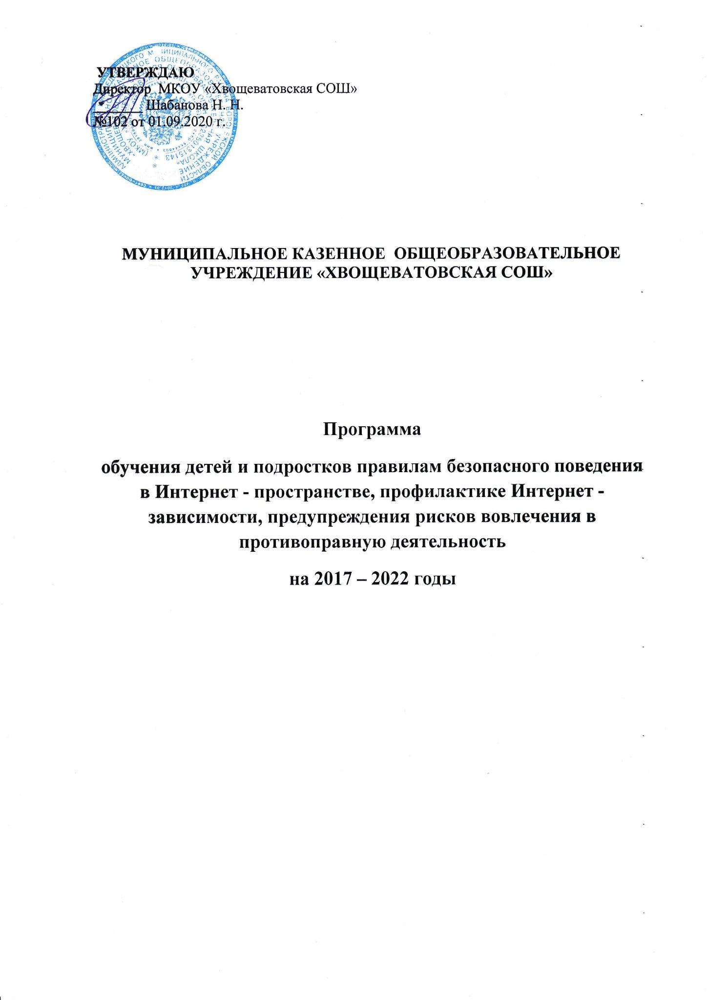 УТВЕРЖДАЮ
Директор МКОУ «Хвощеватовская СОШ»
________ Шабанова Н. Н.
№102 от 01.09.2020 г.
МУНИЦИПАЛЬНОЕ КАЗЕННОЕ ОБЩЕОБРАЗОВАТЕЛЬНОЕ
УЧРЕЖДЕНИЕ «ХВОЩЕВАТОВСКАЯ СОШ»
Программа
обучения детей и подростков правилам безопасного поведения
в Интернет - пространстве, профилактике Интернет -
зависимости, предупреждения рисков вовлечения в
противоправную деятельность
на 2017 – 2022 годы